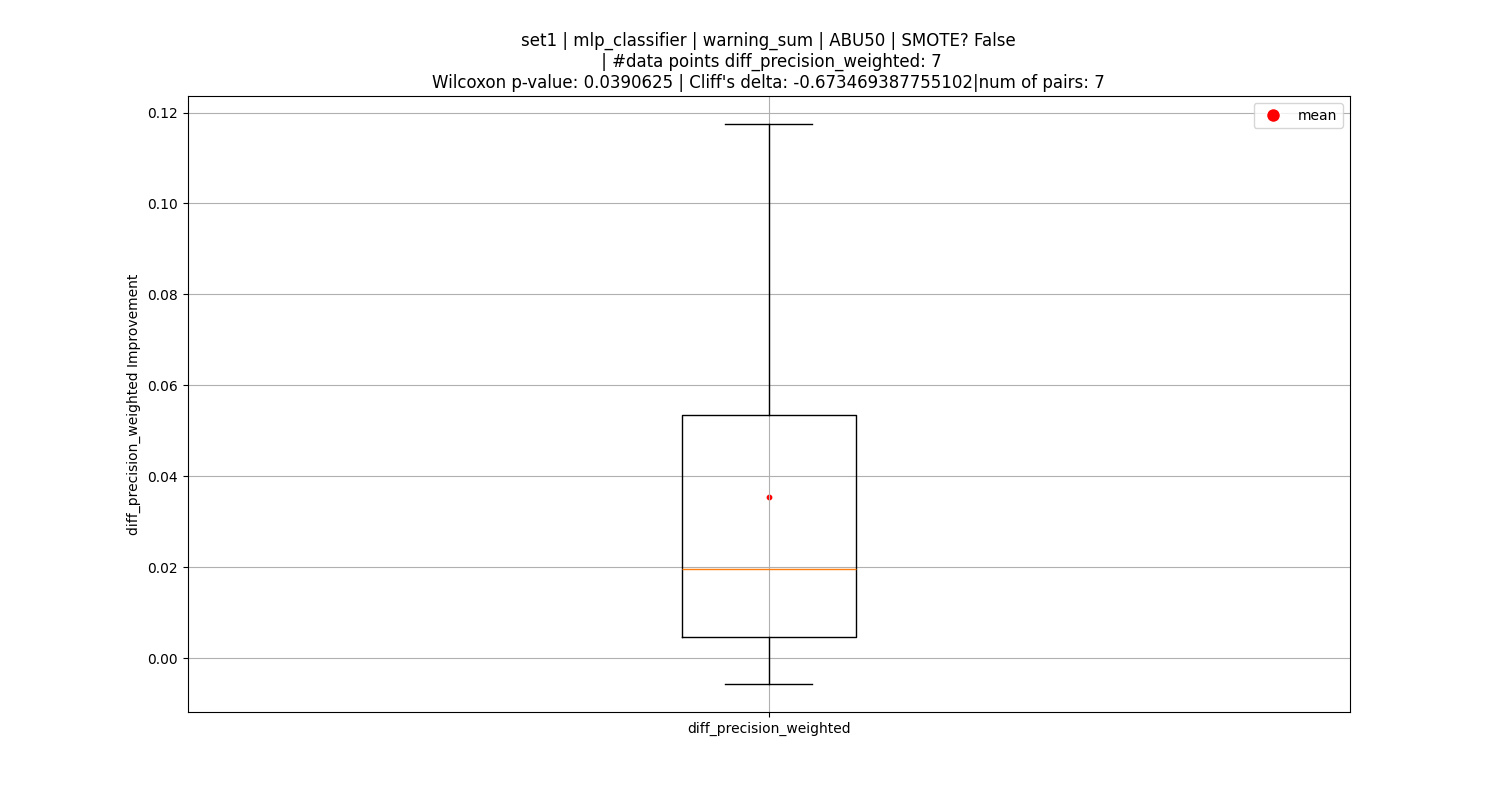 set1 | mlp_classifier | warning_sum | ABU50 | SMOTE? False
| #data points diff_precision_weighted: 7
Wilcoxon p-value: 0.0390625 | Cliff's delta: -0.673469387755102|num of pairs: 7
mean
0.12
0.10
0.08
0.06
0.04
0.02
0.00
diff_precision_weighted Improvement
diff_precision_weighted